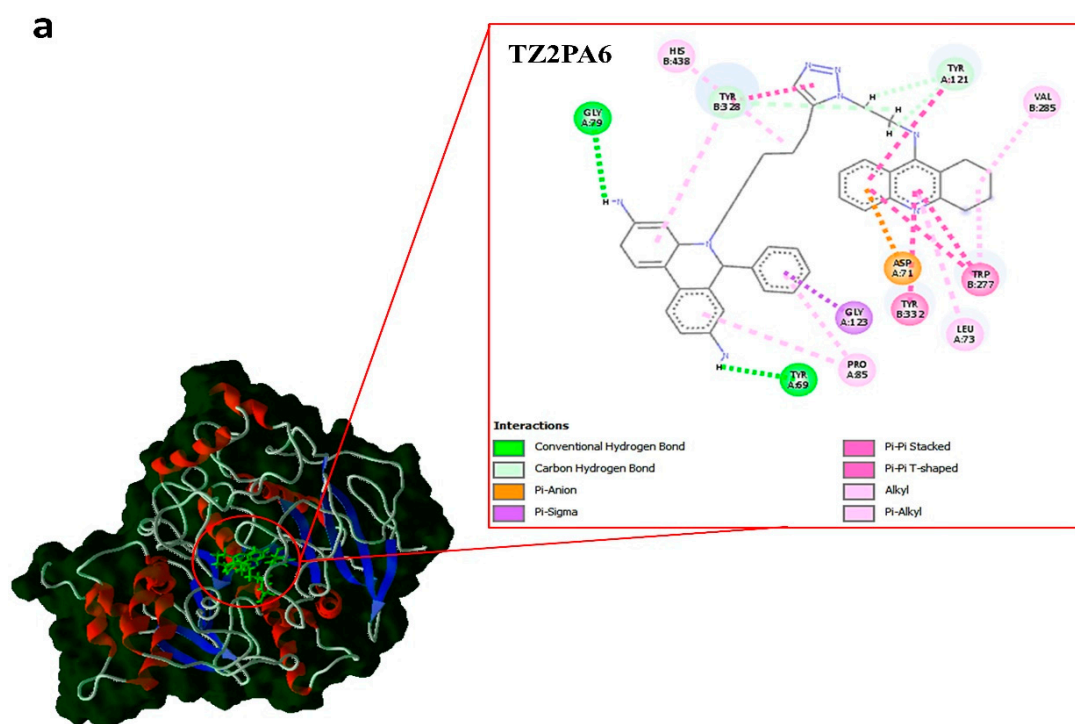 a
TZ2PA6
HIS
B:438
TYR
B:328
TYR
A:121
VAL
B:285
GLY
A:79
N
N
N
N
H
H
H
N
H
N
N
N
H
N
ASP
A:71
TYR
B:332
TRP
B:277
LEU
A:73
GLY
A:123
PRO
A:85
N
H
TYR
A:69
Interactions
Conventional Hydrogen Bond
Carbon Hydrogen Bond
Pi-Anion
Pi-Sigma
Pi-Pi Stacked
Pi-Pi T-shaped
Alkyl
Pi-Alkyl